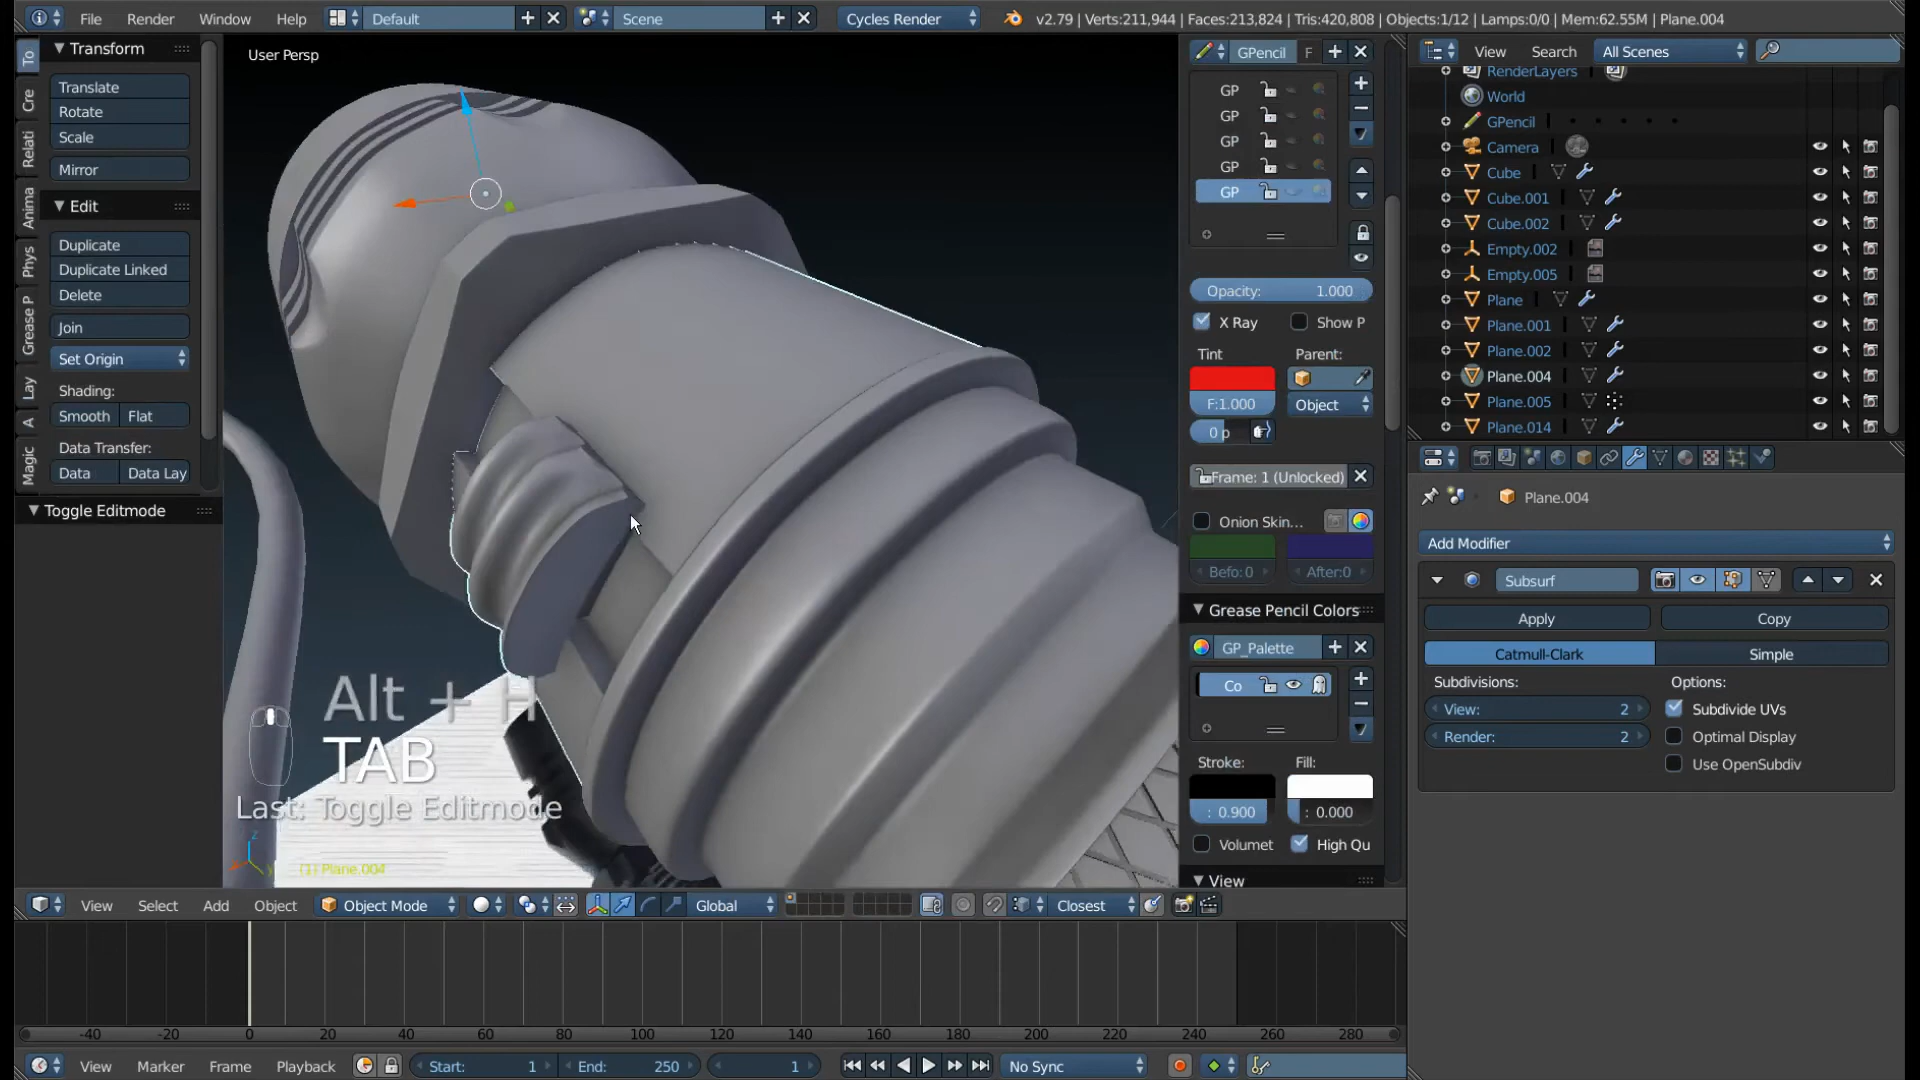 File Render Window Help Default Scene Cycles Render v2.79 | Verts:211,944 | Faces:213,824 | Tris:420,808 | Objects:1/12 | Lamps:0/0 | Mem:62.55M | Plane.004
To
Cre
Relati
Anima
Phys
Grease P
Lay
A
Magic
Transform
Translate
Rotate
Scale
Mirror
Edit
Duplicate
Duplicate Linked
Delete
Join
Set Origin
Shading:
Smooth Flat
Data Transfer:
Data Data Lay
Toggle Editmode
User Persp
Alt + H
TAB
Last: Toggle Editmode
z
(1) Plane.004
GPencil F
GP
GP
GP
GP
GP
Opacity: 1.000
X Ray Show P
Tint Parent:
F:1.000 Object
0 p
Frame: 1 (Unlocked)
Onion Skin...
Befo: 0 After:0
Grease Pencil Colors
GP_Palette
Co
Stroke: Fill:
: 0.900 : 0.000
Volumet High Qu
View
View Search All Scenes
RenderLayers
World
GPencil
Camera
Cube
Cube.001
Cube.002
Empty.002
Empty.005
Plane
Plane.001
Plane.002
Plane.004
Plane.005
Plane.014
Plane.004
Add Modifier
Subsurf
Apply Copy
Catmull-Clark Simple
Subdivisions: Options:
View: 2 Subdivide UVs
Render: 2 Optimal Display
Use OpenSubdiv
View Select Add Object Object Mode Global Closest
-40 -20 0 20 40 60 80 100 120 140 160 180 200 220 240 260 280
View Marker Frame Playback Start: 1 End: 250 1 No Sync